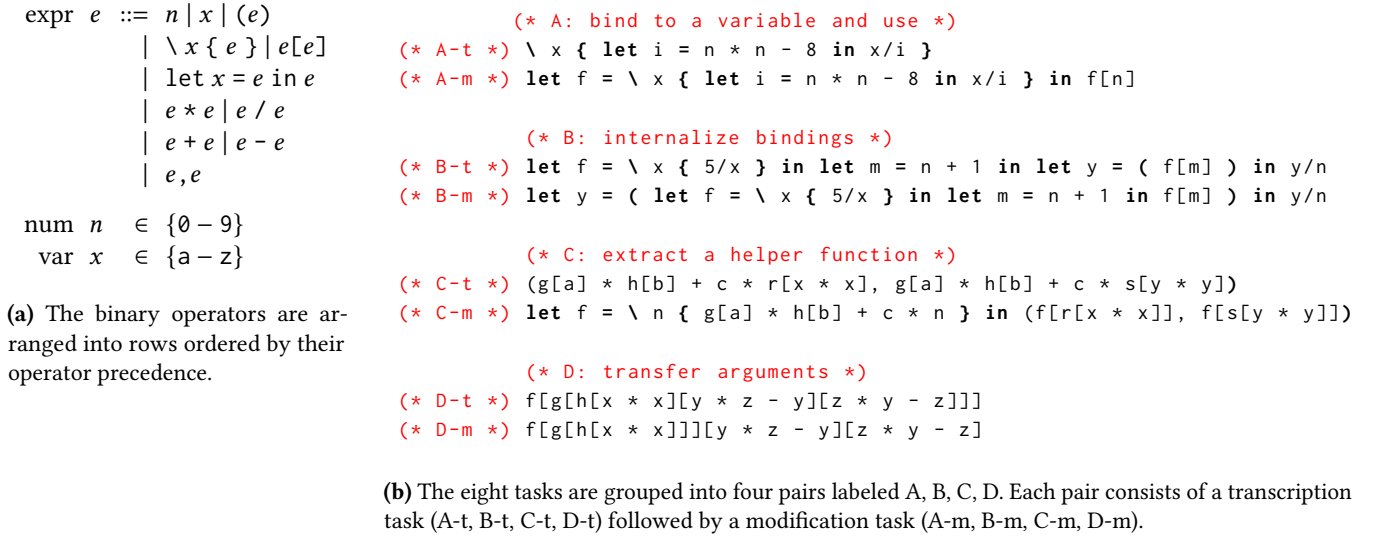 expr e ::= n | x | (e)
| \ x { e } | e[e]
| let x = e in e
| e * e | e / e
| e + e | e - e
| e , e
num n ∈ {0 – 9}
var x ∈ {a – z}
(a) The binary operators are ar-
ranged into rows ordered by their
operator precedence.
(* A: bind to a variable and use *)
(* A-t *) \ x { let i = n * n - 8 in x/i }
(* A-m *) let f = \ x { let i = n * n - 8 in x/i } in f[n]
(* B: internalize bindings *)
(* B-t *) let f = \ x { 5/x } in let m = n + 1 in let y = ( f[m] ) in y/n
(* B-m *) let y = ( let f = \ x { 5/x } in let m = n + 1 in f[m] ) in y/n
(* C: extract a helper function *)
(* C-t *) (g[a] * h[b] + c * r[x * x], g[a] * h[b] + c * s[y * y])
(* C-m *) let f = \ n { g[a] * h[b] + c * n } in (f[r[x * x]], f[s[y * y]])
(* D: transfer arguments *)
(* D-t *) f[g[h[x * x][y * z - y][z * y - z]]]
(* D-m *) f[g[h[x * x]]][y * z - y][z * y - z]
(b) The eight tasks are grouped into four pairs labeled A, B, C, D. Each pair consists of a transcription
task (A-t, B-t, C-t, D-t) followed by a modification task (A-m, B-m, C-m, D-m).